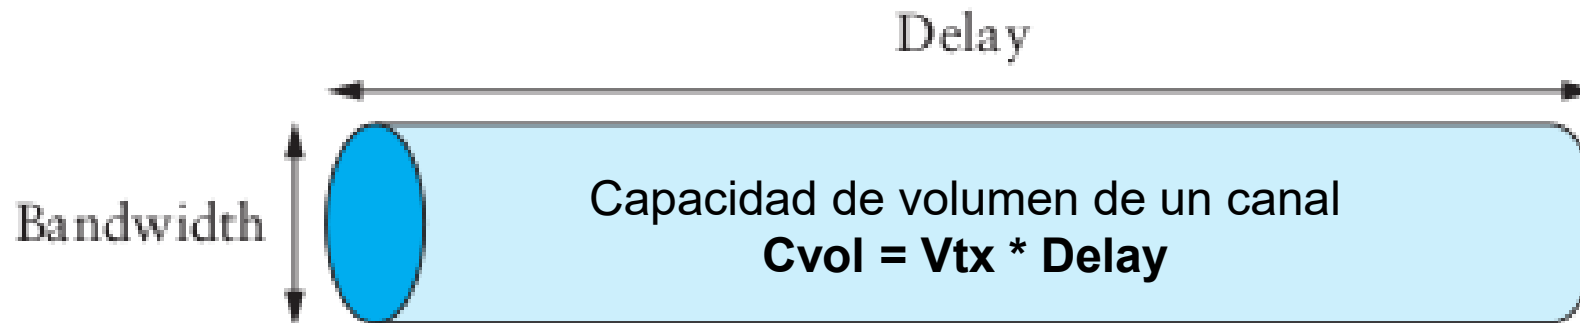 Delay
Bandwidth
Capacidad de volumen de un canal
Cvol = Vtx * Delay